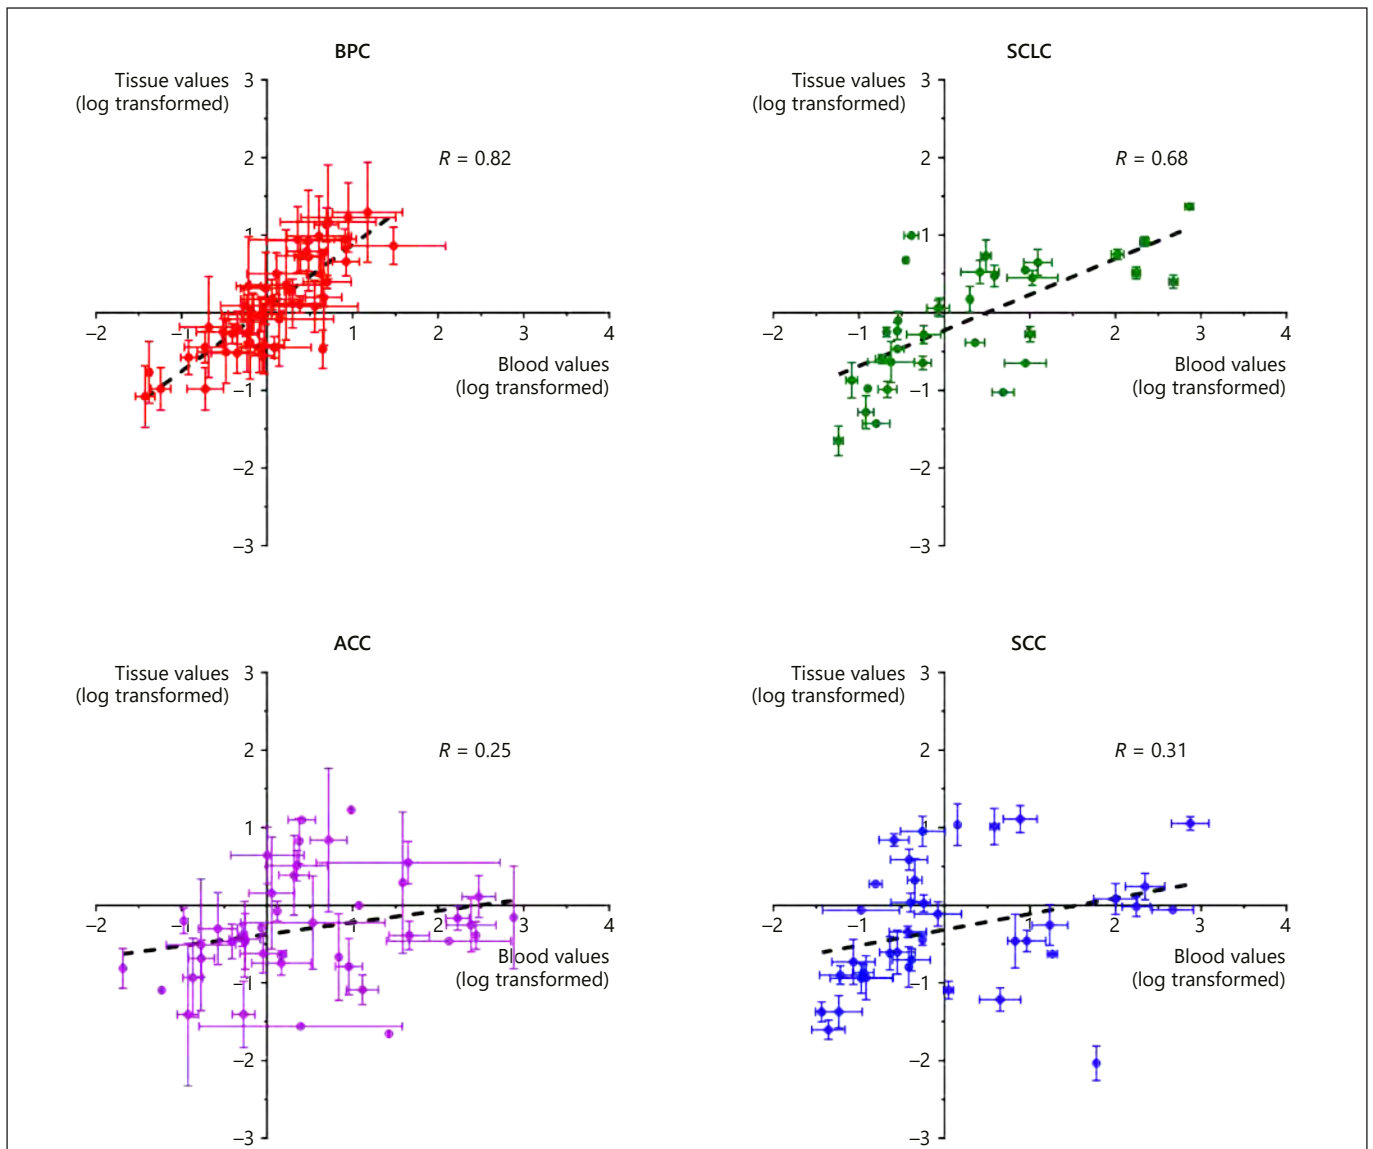 BPC
Tissue values
(log transformed)
3
2
1
–1
–2
–3
R = 0.82
–2
–1
1
2
3
4
Blood values
(log transformed)
SCLC
Tissue values
(log transformed)
3
2
1
–1
–2
–3
R = 0.68
–2
–1
1
2
3
4
Blood values
(log transformed)
ACC
Tissue values
(log transformed)
3
2
1
–1
–2
–3
R = 0.25
–2
–1
1
2
3
4
Blood values
(log transformed)
SCC
Tissue values
(log transformed)
3
2
1
–1
–2
–3
R = 0.31
–2
–1
1
2
3
4
Blood values
(log transformed)